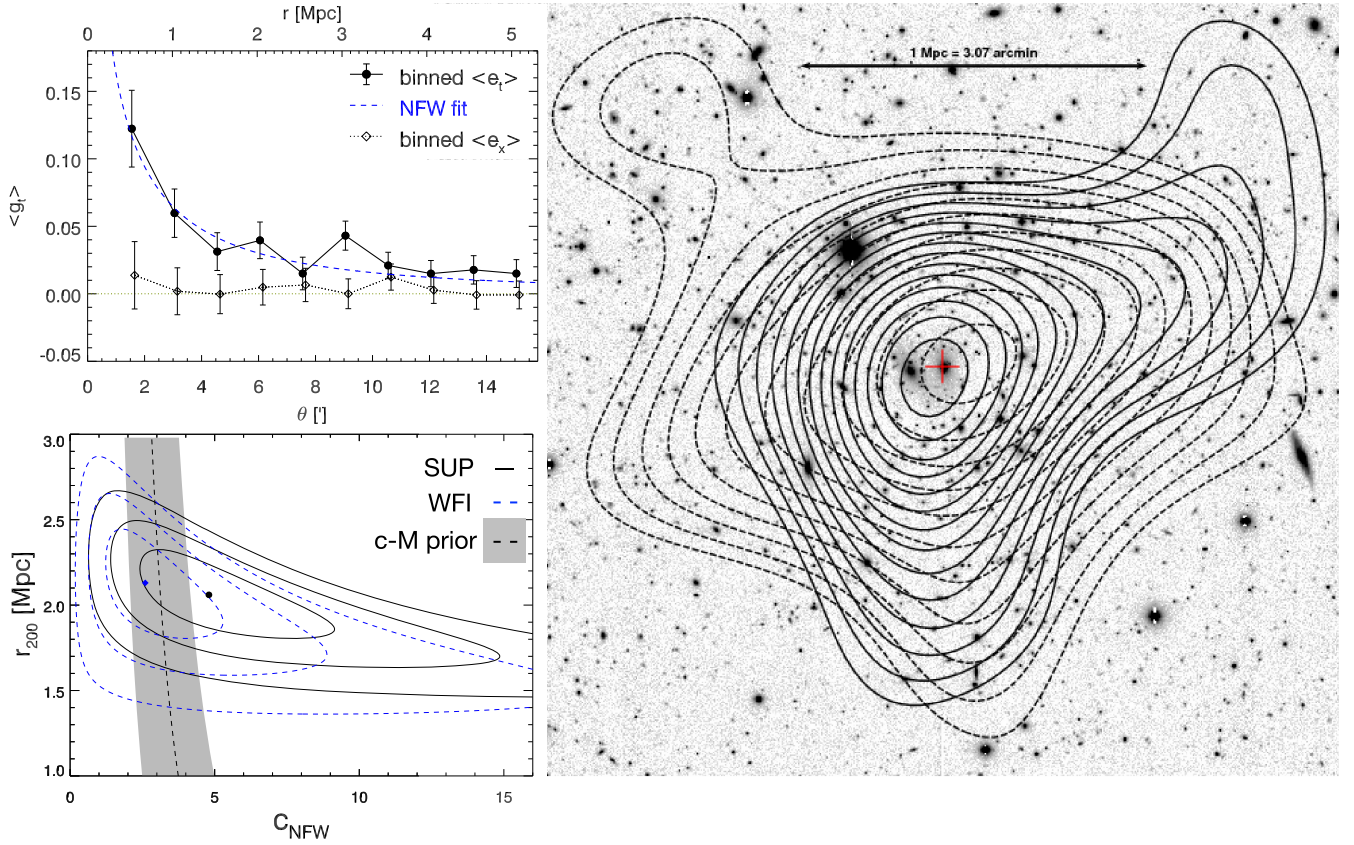 r [Mpc]
0 1 2 3 4 5
binned <e_t>
NFW fit
binned <e_x>
0.15
0.10
0.05
0.00
-0.05
<g_t>
0 2 4 6 8 10 12 14
θ [']
1 Mpc = 3.07 arcmin
3.0
2.5
2.0
1.5
1.0
r_200 [Mpc]
SUP
WFI
c-M prior
0 5 10 15
C_NFW